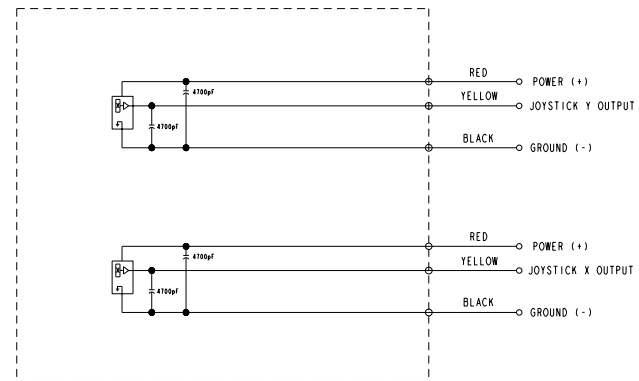 RED
POWER (+)
4700pF
YELLOW
JOYSTICK Y OUTPUT
4700pF
BLACK
GROUND (-)
RED
POWER (+)
4700pF
YELLOW
JOYSTICK X OUTPUT
4700pF
BLACK
GROUND (-)